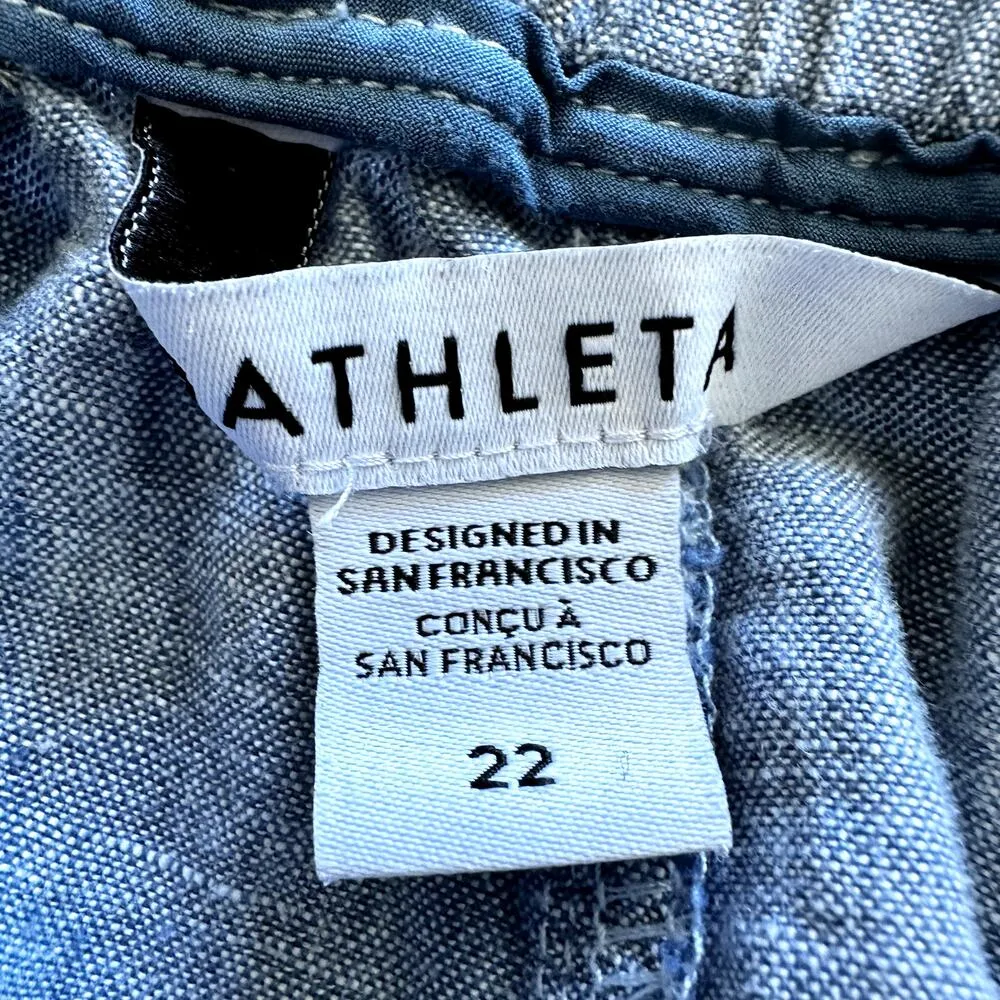 ATHLETA
DESIGNED IN
SAN FRANCISCO
CONÇU À
SAN FRANCISCO
22